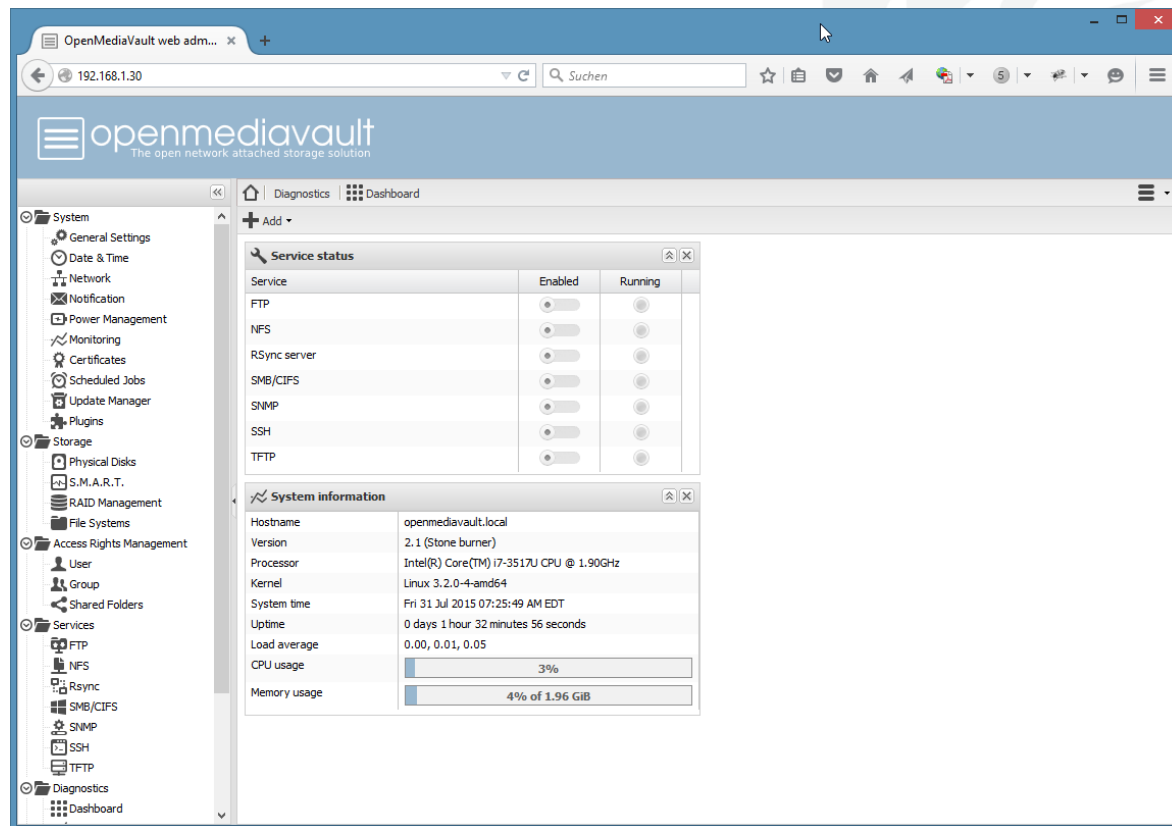 OpenMediaVault web adm...
192.168.1.30
Suchen
5
openmediavault
The open network attached storage solution
Diagnostics
Dashboard
Add
System
General Settings
Date & Time
Network
Notification
Power Management
Monitoring
Certificates
Scheduled Jobs
Update Manager
Plugins
Storage
Physical Disks
S.M.A.R.T.
RAID Management
File Systems
Access Rights Management
User
Group
Shared Folders
Services
FTP
NFS
Rsync
SMB/CIFS
SNMP
SSH
TFTP
Diagnostics
Dashboard
Service status
Service Enabled Running
FTP
NFS
RSync server
SMB/CIFS
SNMP
SSH
TFTP
System information
Hostname openmediavault.local
Version 2.1 (Stone burner)
Processor Intel(R) Core(TM) i7-3517U CPU @ 1.90GHz
Kernel Linux 3.2.0-4-amd64
System time Fri 31 Jul 2015 07:25:49 AM EDT
Uptime 0 days 1 hour 32 minutes 56 seconds
Load average 0.00, 0.01, 0.05
CPU usage 3%
Memory usage 4% of 1.96 GiB